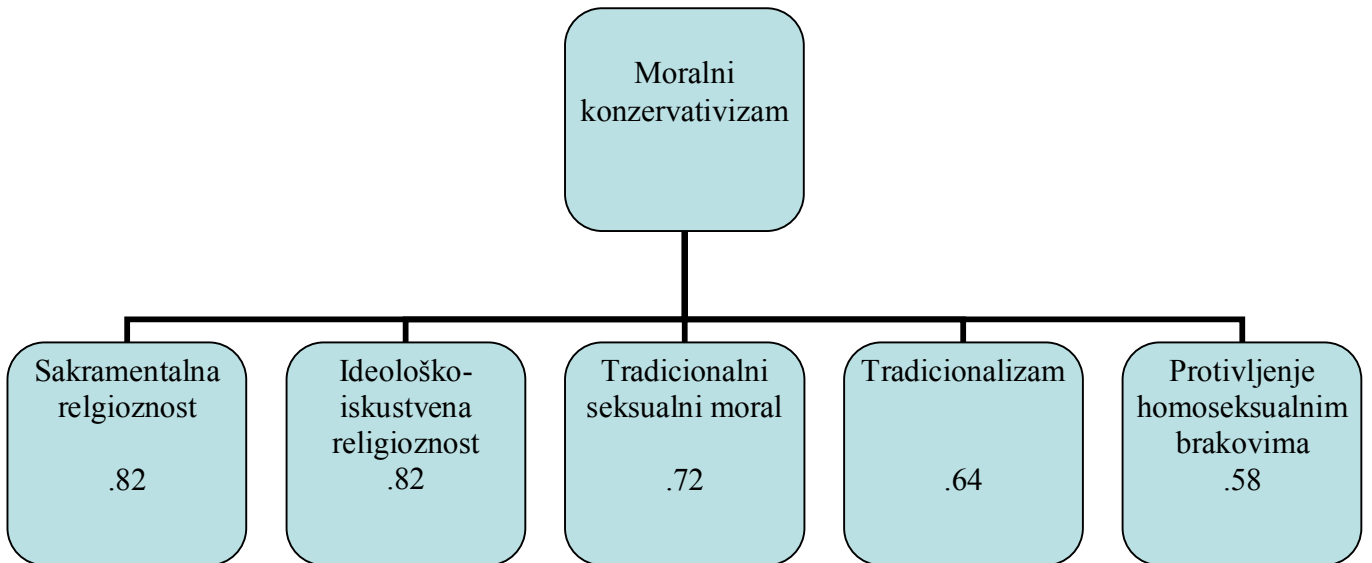 Moralni
konzervativizam
Sakramentalna
relgioznost
.82
Ideološko-
iskustvena
religioznost
.82
Tradicionalni
seksualni moral
.72
Tradicionalizam
.64
Protivljenje
homoseksualnim
brakovima
.58